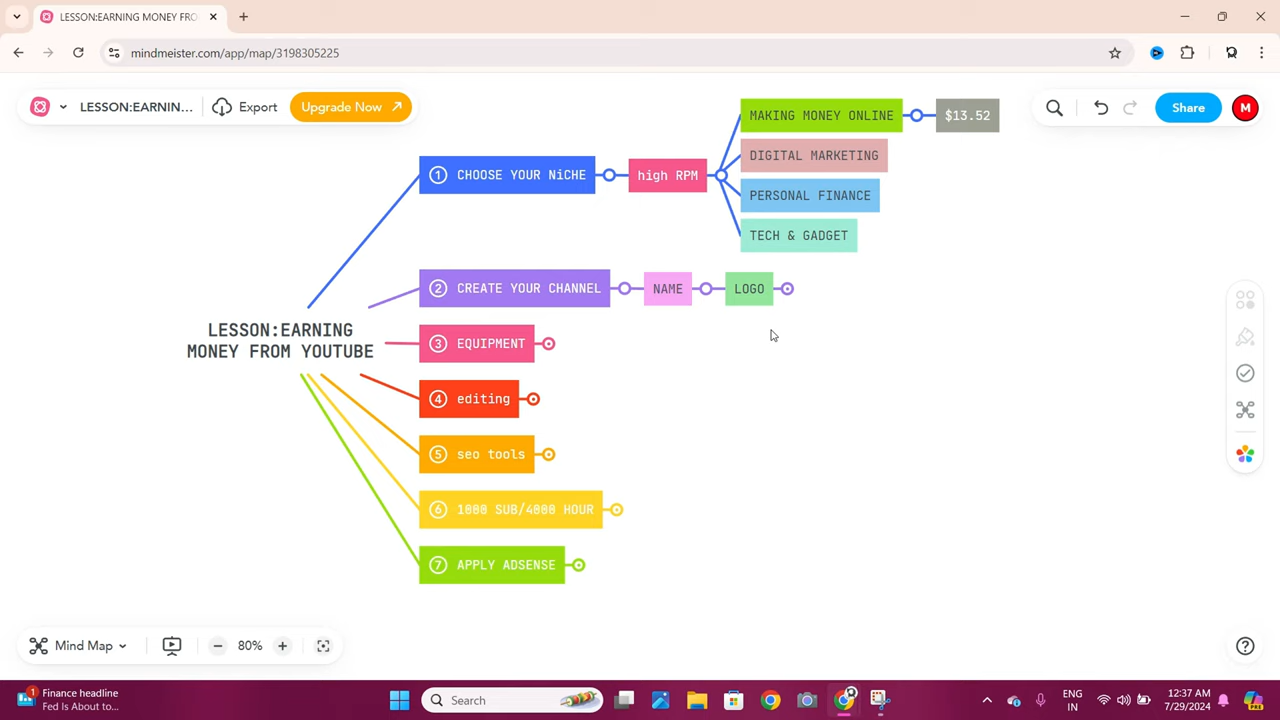 LESSON:EARNING MONEY FRO
mindmeister.com/app/map/3198305225
LESSON:EARNIN...
Export
Upgrade Now
Share
M
MAKING MONEY ONLINE
$13.52
DIGITAL MARKETING
1 CHOOSE YOUR NiCHE
high RPM
PERSONAL FINANCE
TECH & GADGET
2 CREATE YOUR CHANNEL
NAME
LOGO
LESSON:EARNING
MONEY FROM YOUTUBE
3 EQUIPMENT
4 editing
5 seo tools
6 1000 SUB/4000 HOUR
7 APPLY ADSENSE
Mind Map
80%
1
Finance headline
Fed Is About to...
Search
ENG
IN
12:37 AM
7/29/2024